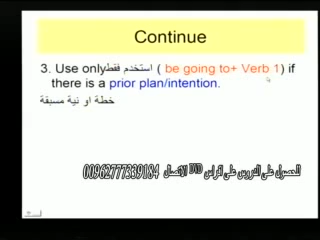 Continue
3. Use only استخدم فقط ( be going to+ Verb 1) if
there is a prior plan/intention.
خطة او نية مسبقة
للحصول على الدروس على اقراص DVD الاتصال 00962777339184